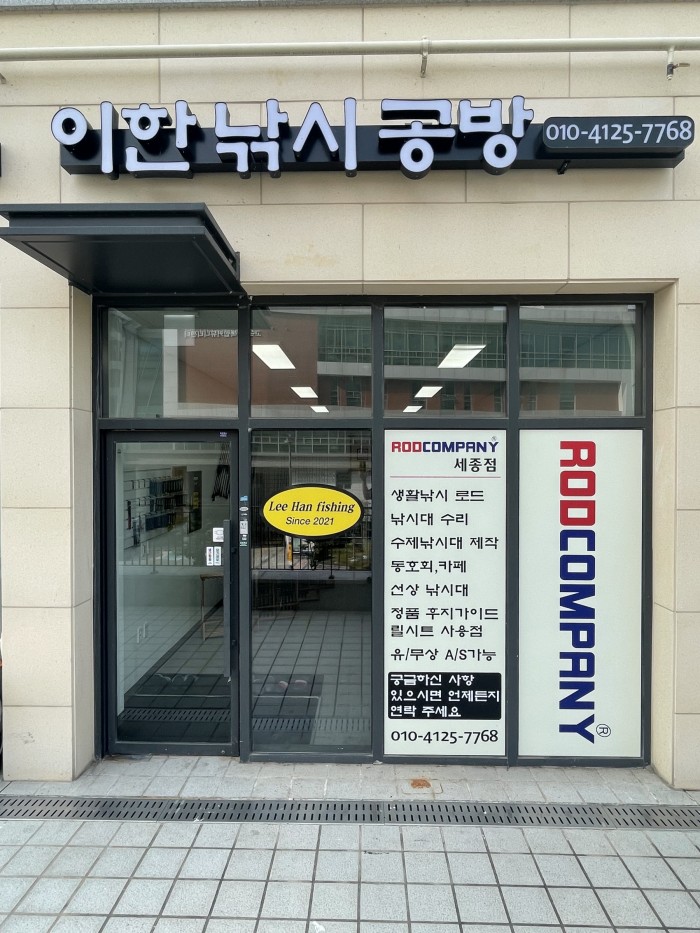 이한 낚시 공방 010-4125-7768
Lee Han fishing
Since 2021
RODCOMPANY®
세종점
생활낚시 로드
낚시대 수리
수제낚시대 제작
동호회,카페
선상 낚시대
정품 후지가이드
릴시트 사용점
유/무상 A/S가능
궁금하신 사항
있으시면 언제든지
연락 주세요
010-4125-7768
RODCOMPANY®